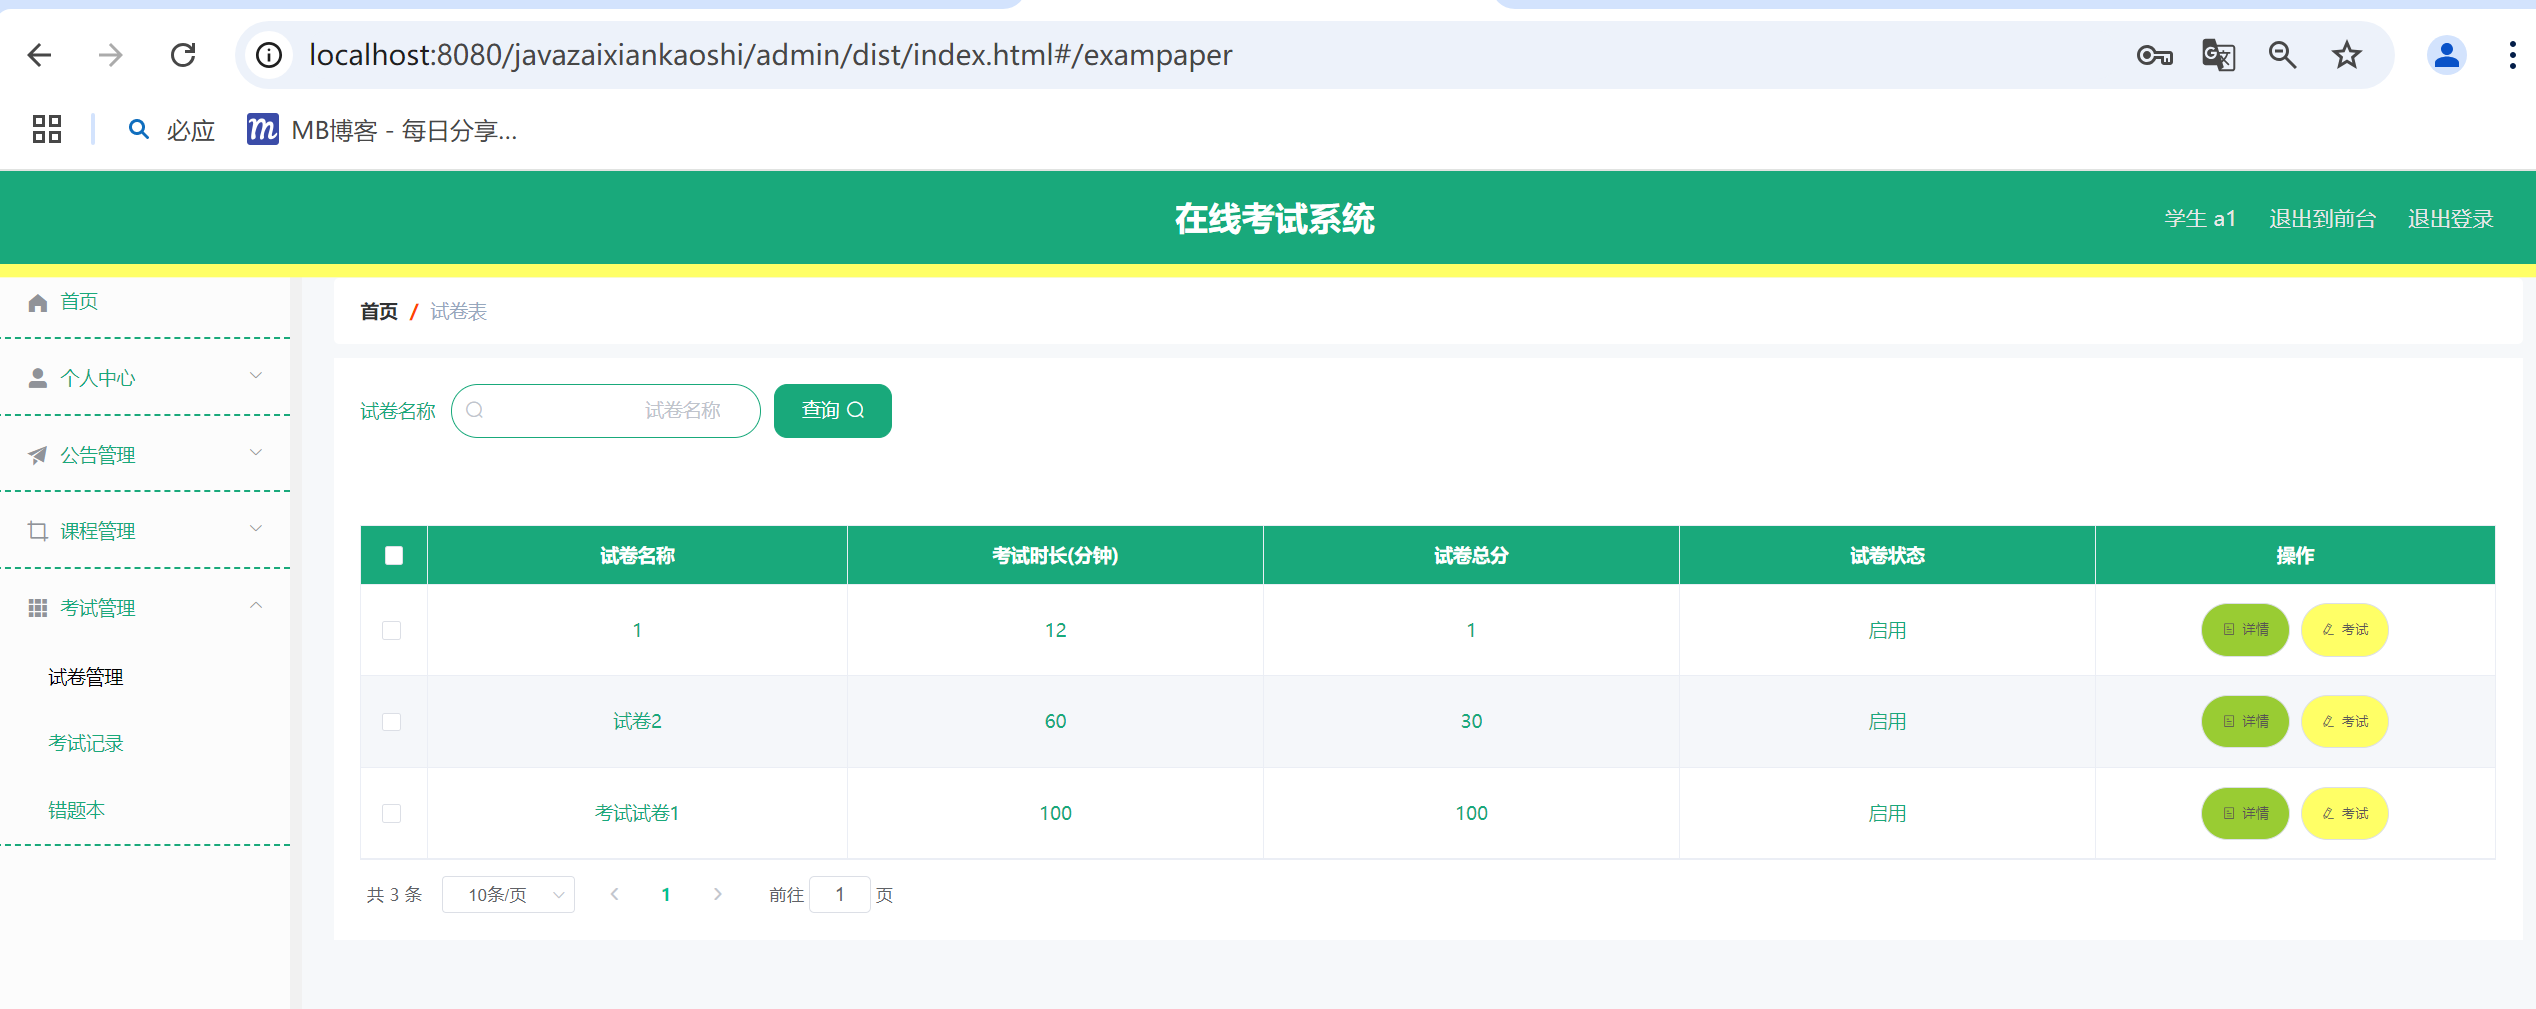 localhost:8080/javazaixiankaoshi/admin/dist/index.html#/exampaper
必应 MB博客 - 每日分享...
在线考试系统
学生 a1 退出到前台 退出登录
首页
个人中心
公告管理
课程管理
考试管理
试卷管理
考试记录
错题本
首页 / 试卷表
试卷名称 试卷名称 查询
试卷名称 考试时长(分钟) 试卷总分 试卷状态 操作
1 12 1 启用 详情 考试
试卷2 60 30 启用 详情 考试
考试试卷1 100 100 启用 详情 考试
共 3 条 10条/页 1 前往 1 页